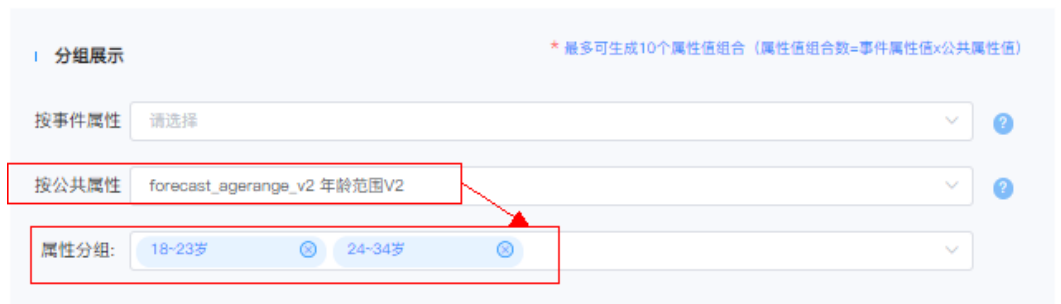 分组展示
* 最多可生成10个属性值组合（属性值组合数=事件属性值x公共属性值）
按事件属性 请选择
按公共属性 forecast_agerange_v2 年龄范围V2
属性分组: 18~23岁 24~34岁